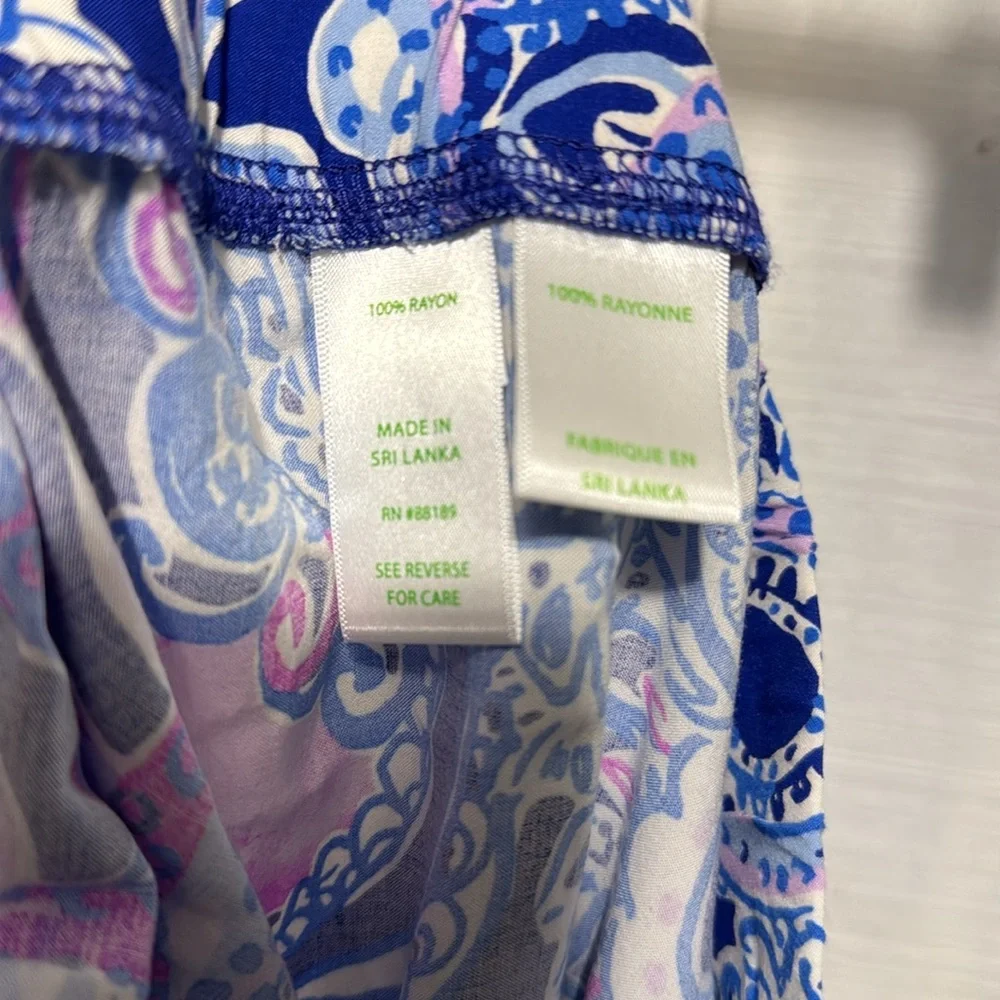 100% RAYON
MADE IN
SRI LANKA
RN #88189
SEE REVERSE
FOR CARE
100% RAYONNE
FABRIQUE EN
SRI LANKA